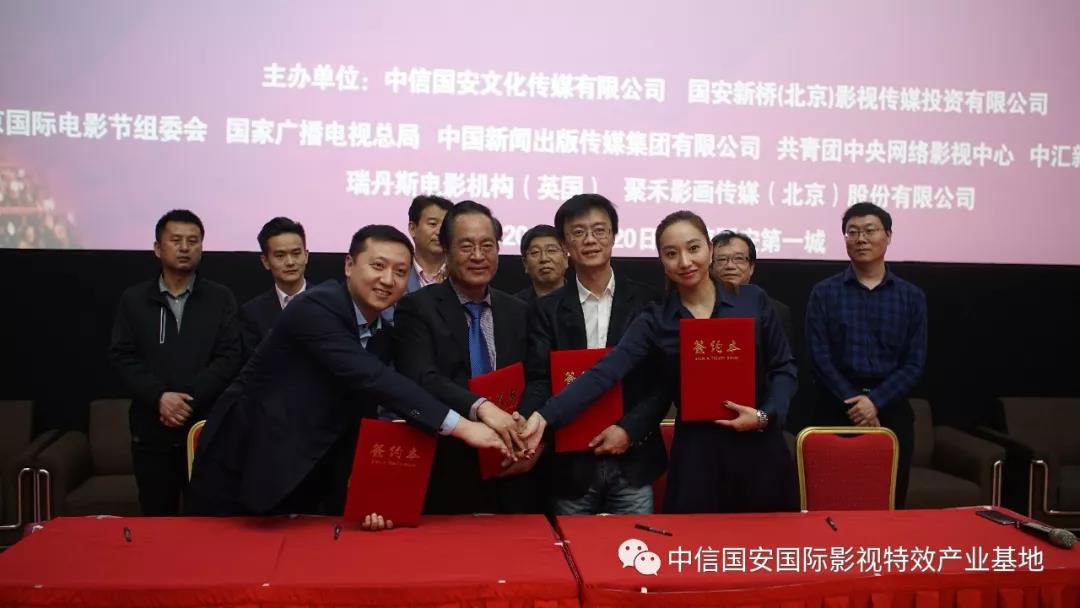 主办单位：中信国安文化传媒有限公司 国安新桥(北京)影视传媒投资有限公司
京国际电影节组委会 国家广播电视总局 中国新闻出版传媒集团有限公司 共青团中央网络影视中心 中汇新
瑞丹斯电影机构（英国） 聚禾影画传媒（北京）股份有限公司
20 20日 安第一城
签约本
签约
签约本
中信国安国际影视特效产业基地